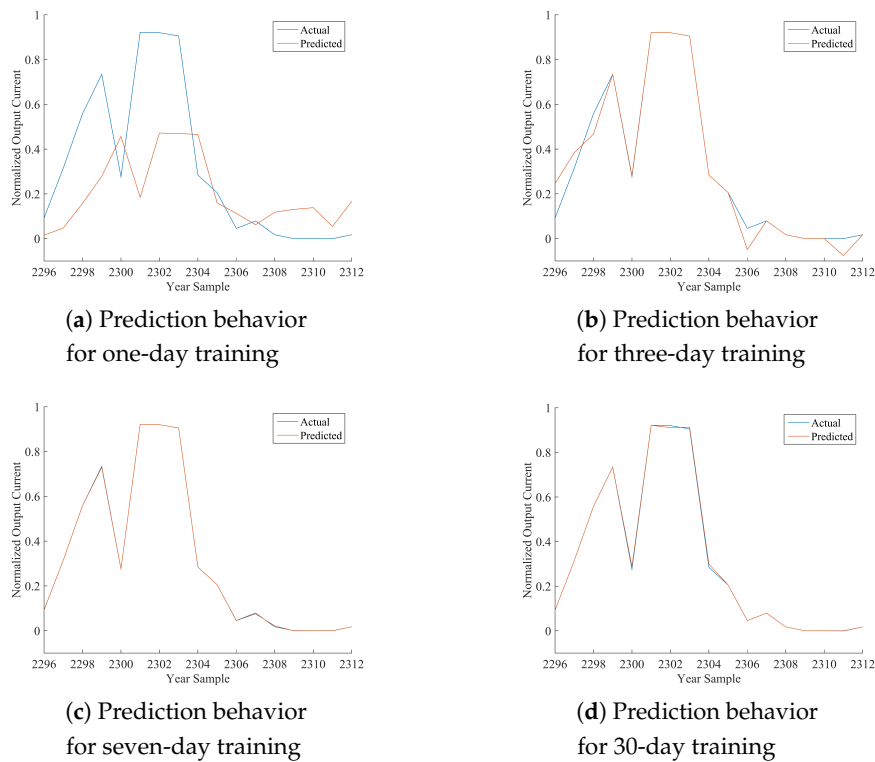 1
0.8
0.6
0.4
0.2
0
Normalized Output Current
Actual
Predicted
2296 2298 2300 2302 2304 2306 2308 2310 2312
Year Sample
(a) Prediction behavior
for one-day training
1
0.8
0.6
0.4
0.2
0
Normalized Output Current
Actual
Predicted
2296 2298 2300 2302 2304 2306 2308 2310 2312
Year Sample
(b) Prediction behavior
for three-day training
1
0.8
0.6
0.4
0.2
0
Normalized Output Current
Actual
Predicted
2296 2298 2300 2302 2304 2306 2308 2310 2312
Year Sample
(c) Prediction behavior
for seven-day training
1
0.8
0.6
0.4
0.2
0
Normalized Output Current
Actual
Predicted
2296 2298 2300 2302 2304 2306 2308 2310 2312
Year Sample
(d) Prediction behavior
for 30-day training